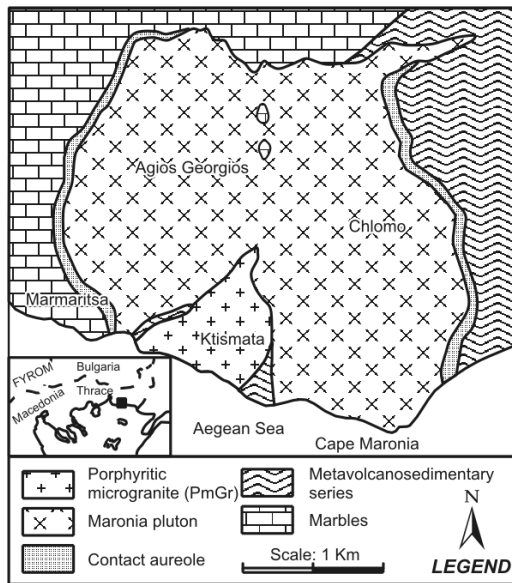 Agios Georgios
Chlomo
Marmaritsa
Ktismata
FYROM
Bulgaria
Thrace
Macedonia
Aegean Sea
Cape Maronia
Porphyritic
microgranite (PmGr)
Maronia pluton
Contact aureole
Metavolcanosedimentary
series
Marbles
N
Scale: 1 Km
LEGEND